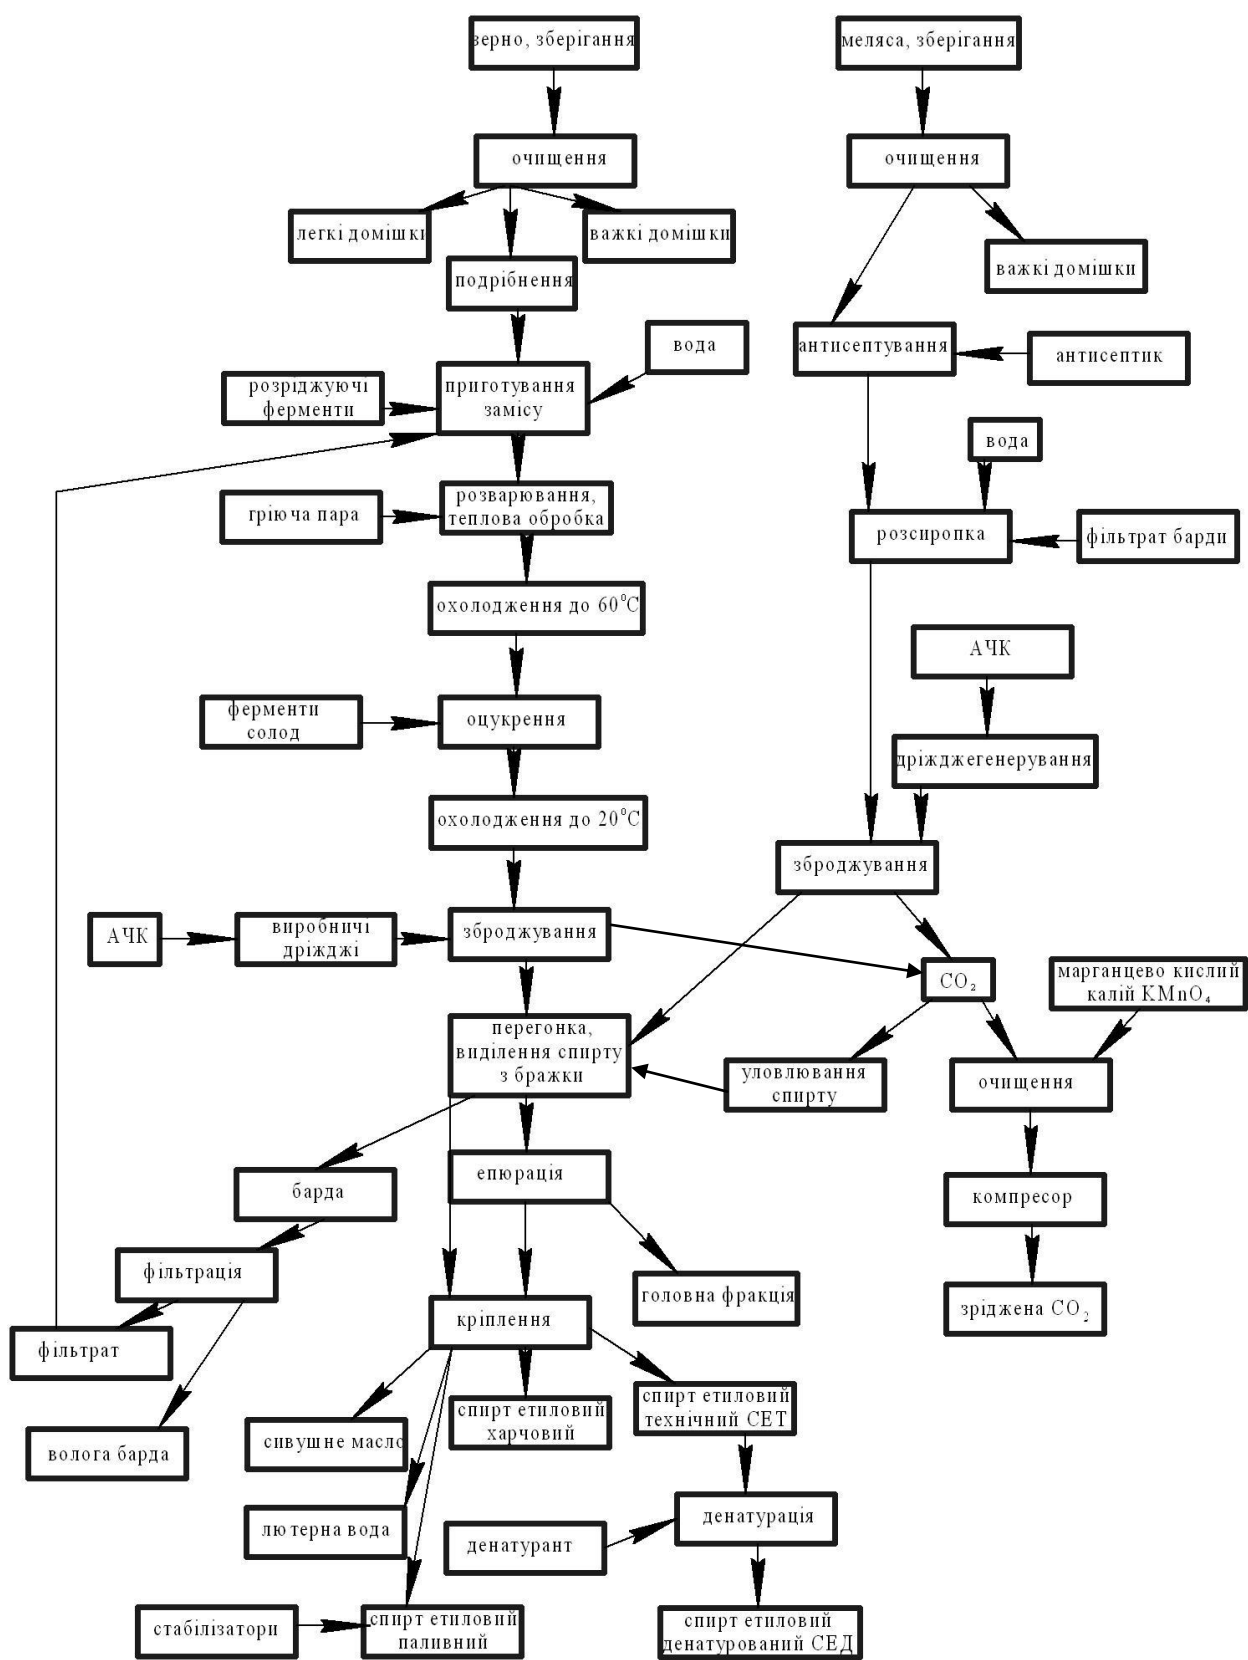 зерно, зберігання
меляса, зберігання
очищення
очищення
легкі домішки
важкі домішки
важкі домішки
подрібнення
вода
антисептування
антисептик
розріджуючі
ферменти
приготування
замісу
вода
гріюча пара
розварювання,
теплова обробка
розсиропка
фільтрат барди
охолодження до 60°С
АЧК
ферменти
солод
оцукрення
дріжджегенерування
охолодження до 20°С
зброджування
АЧК
виробничі
дріжджі
зброджування
СО₂
марганцево кислий
калій KMnO₄
перегонка,
виділення спирту
з бражки
уловлювання
спирту
очищення
барда
епюрація
компресор
фільтрація
головна фракція
зріджена СО₂
фільтрат
кріплення
спирт етиловий
харчовий
спирт етиловий
технічний СЕТ
сивушне масло
волога барда
лютерна вода
денатурант
денатурація
стабілізатори
спирт етиловий
паливний
спирт етиловий
денатурований СЕД